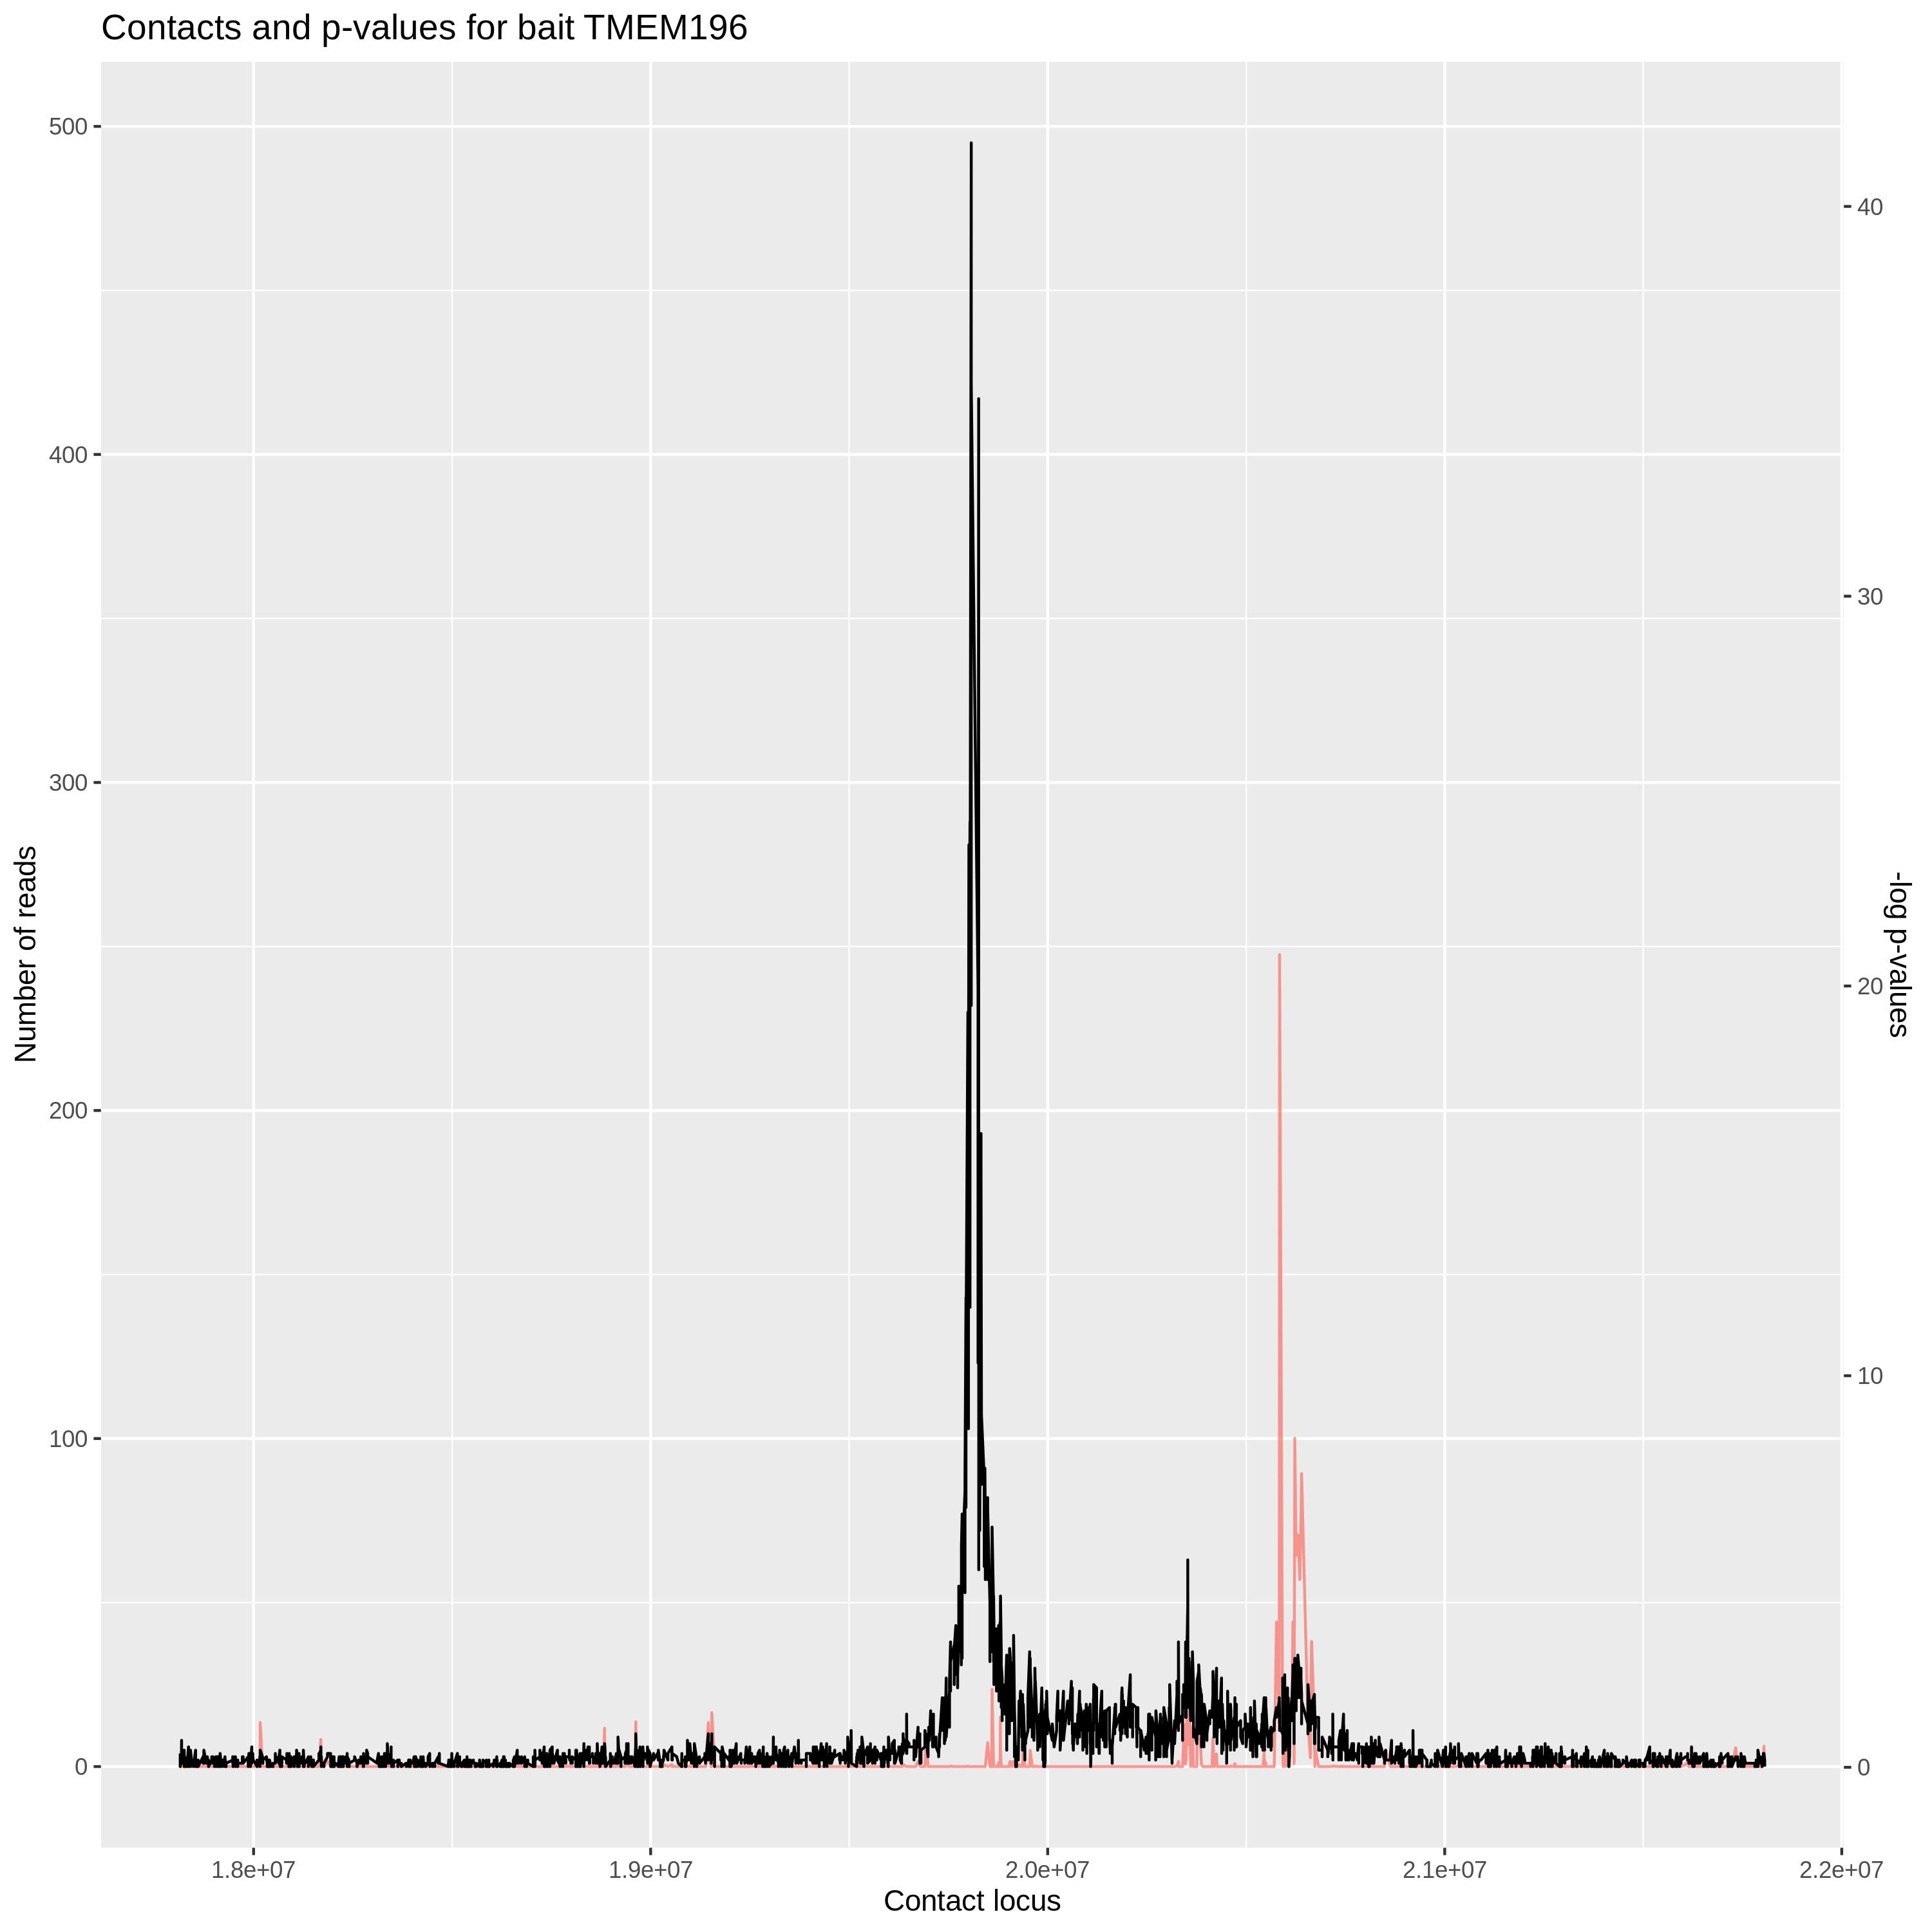 Contacts and p-values for bait TMEM196
Number of reads
500
400
300
200
100
0
40
30
20
10
0
-log p-values
1.8e+07 1.9e+07 2.0e+07 2.1e+07 2.2e+07
Contact locus